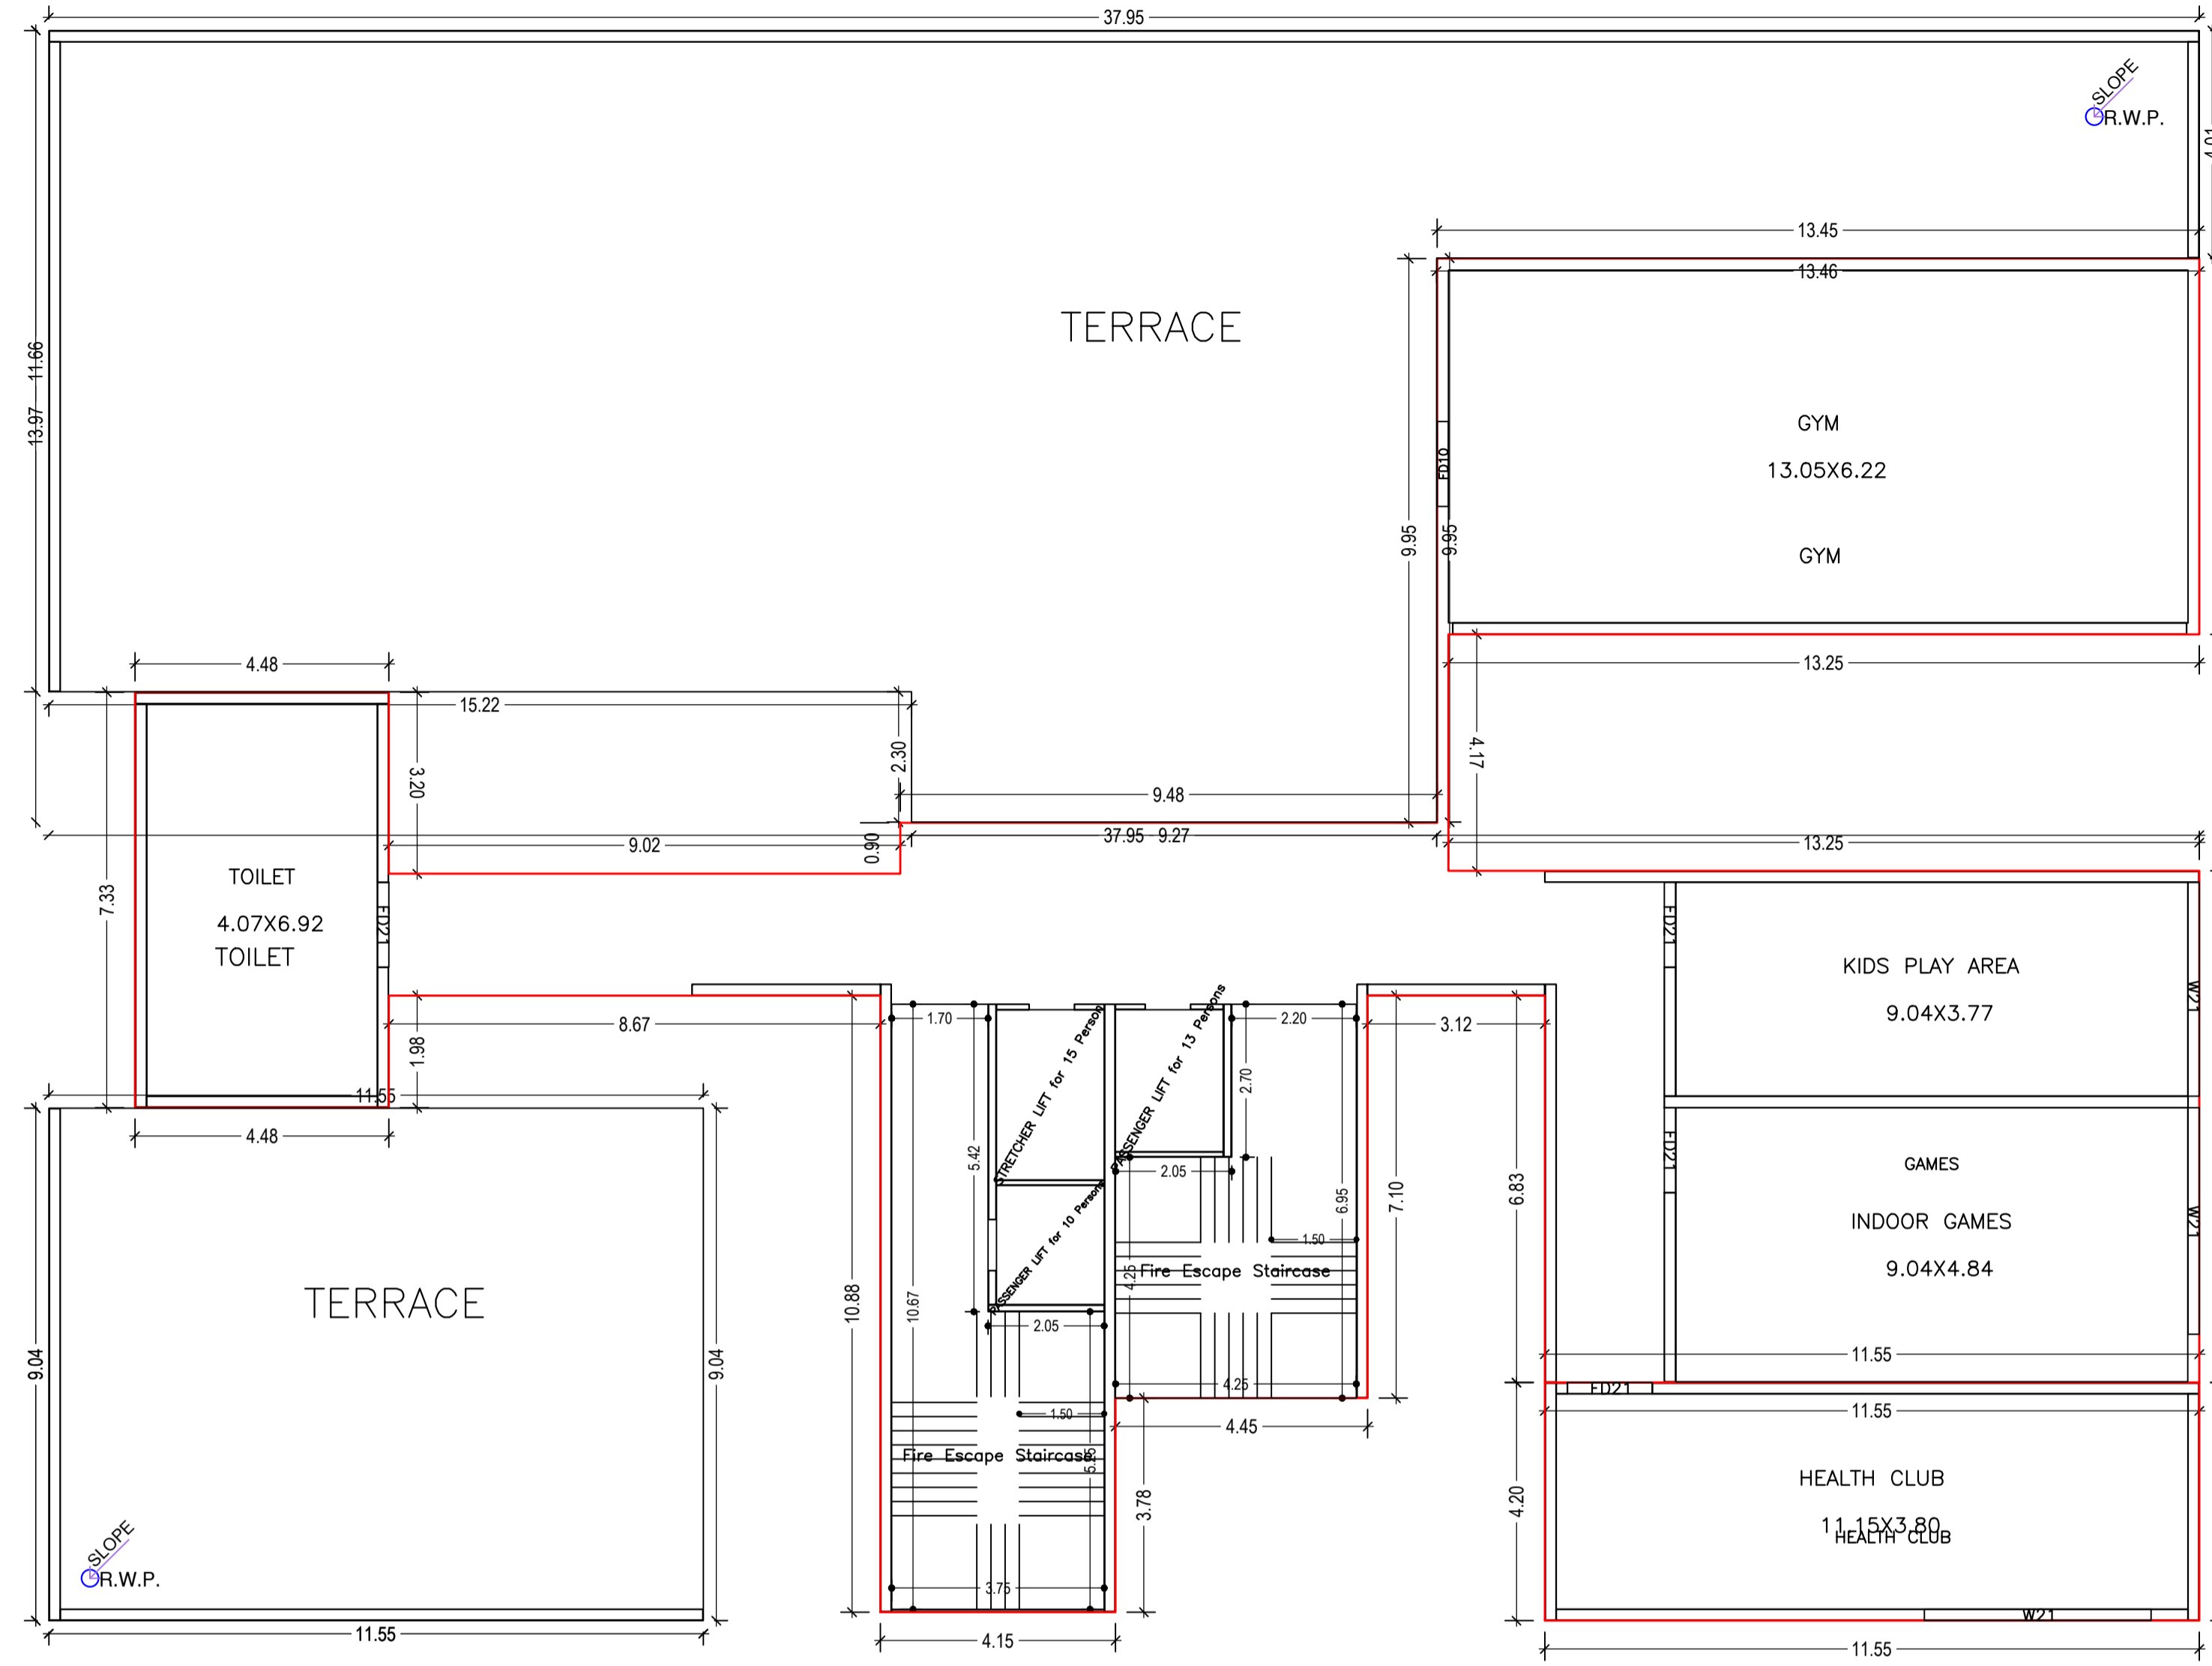 37.95
SLOPE
R.W.P.
4.01
13.45
13.46
TERRACE
11.66
13.97
GYM
13.05X6.22
FD10
9.95
9.95
GYM
4.48
13.25
15.22
2.30
3.20
4.17
9.48
0.90
37.95
9.27
9.02
13.25
TOILET
7.33
4.07X6.92
FD21
TOILET
FD21
KIDS PLAY AREA
9.04X3.77
W21
1.70
2.20
8.67
3.12
1.98
STRETCHER LIFT for 15 Person
PASSENGER LIFT for 13 Persons
2.70
11.55
4.48
5.42
2.05
FD21
GAMES
6.95
7.10
6.83
INDOOR GAMES
W21
9.04X4.84
PASSENGER LIFT for 10 Persons
1.50
4.25
Fire Escape Staircase
TERRACE
10.88
10.67
2.05
9.04
9.04
11.55
4.25
FD21
11.55
1.50
4.45
Fire Escape Staircase
5.25
HEALTH CLUB
3.78
4.20
11.15X3.80
HEALTH CLUB
SLOPE
R.W.P.
3.75
W21
11.55
4.15
11.55